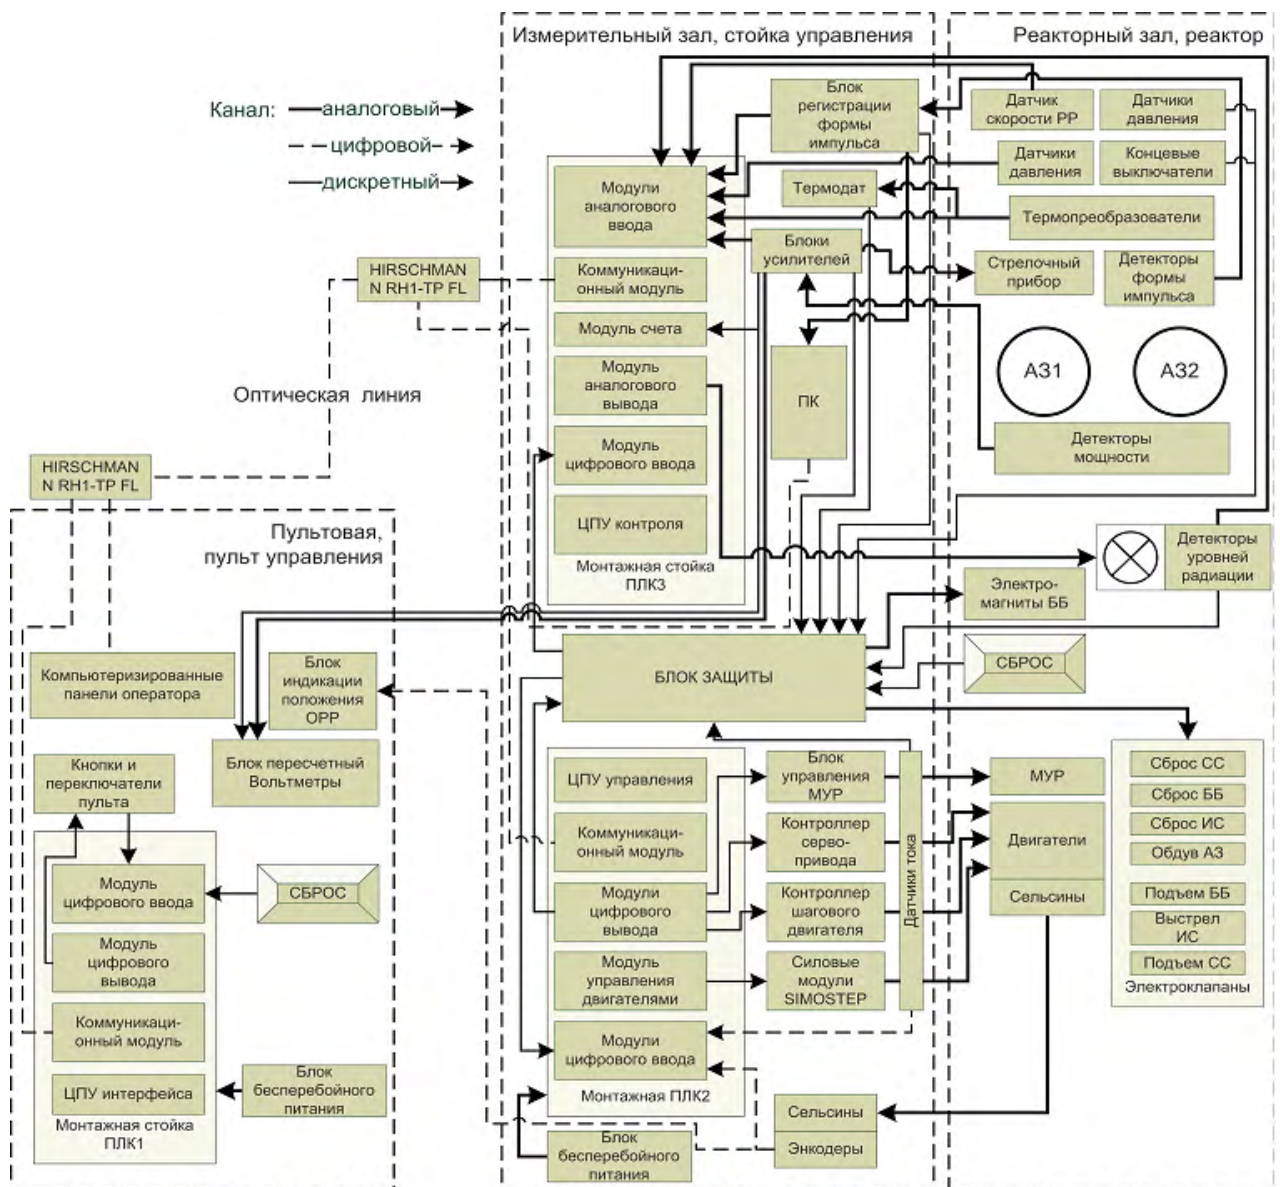 Измерительный зал, стойка управления
Реакторный зал, реактор
Канал:
аналоговый
цифровой
дискретный
Блок
регистрации
формы
импульса
Датчик
скорости РР
Датчики
давления
Датчики
давления
Концевые
выключатели
Модули
аналогового
ввода
Термодат
Термопреобразователи
Блоки
усилителей
Стрелочный
прибор
Детекторы
формы
импульса
HIRSCHMAN
N RH1-TP FL
Коммуникаци-
онный модуль
Модуль счета
Модуль
аналогового
вывода
ПК
АЗ1
АЗ2
Оптическая линия
Детекторы
мощности
Модуль
цифрового ввода
HIRSCHMAN
N RH1-TP FL
ЦПУ контроля
Монтажная стойка
ПЛК3
Пультовая,
пульт управления
Детекторы
уровней
радиации
Электро-
магниты ББ
Компьютеризированные
панели оператора
Блок
индикации
положения
ОРР
БЛОК ЗАЩИТЫ
СБРОС
Кнопки и
переключатели
пульта
Блок пересчетный
Вольтметры
ЦПУ управления
Блок
управления
МУР
МУР
Сброс СС
Сброс ББ
Сброс ИС
Обдув АЗ
Подъем ББ
Выстрел
ИС
Подъем СС
Электроклапаны
Коммуникаци-
онный модуль
Контроллер
серво-
привода
Датчики тока
Двигатели
Сельсины
Модуль
цифрового ввода
СБРОС
Модули
цифрового
вывода
Контроллер
шагового
двигателя
Модуль
цифрового
вывода
Модуль
управления
двигателями
Силовые
модули
SIMOSTEP
Коммуникаци-
онный модуль
Модули
цифрового ввода
ЦПУ интерфейса
Блок
бесперебойного
питания
Монтажная ПЛК2
Монтажная стойка
ПЛК1
Сельсины
Энкодеры
Блок
бесперебойного
питания